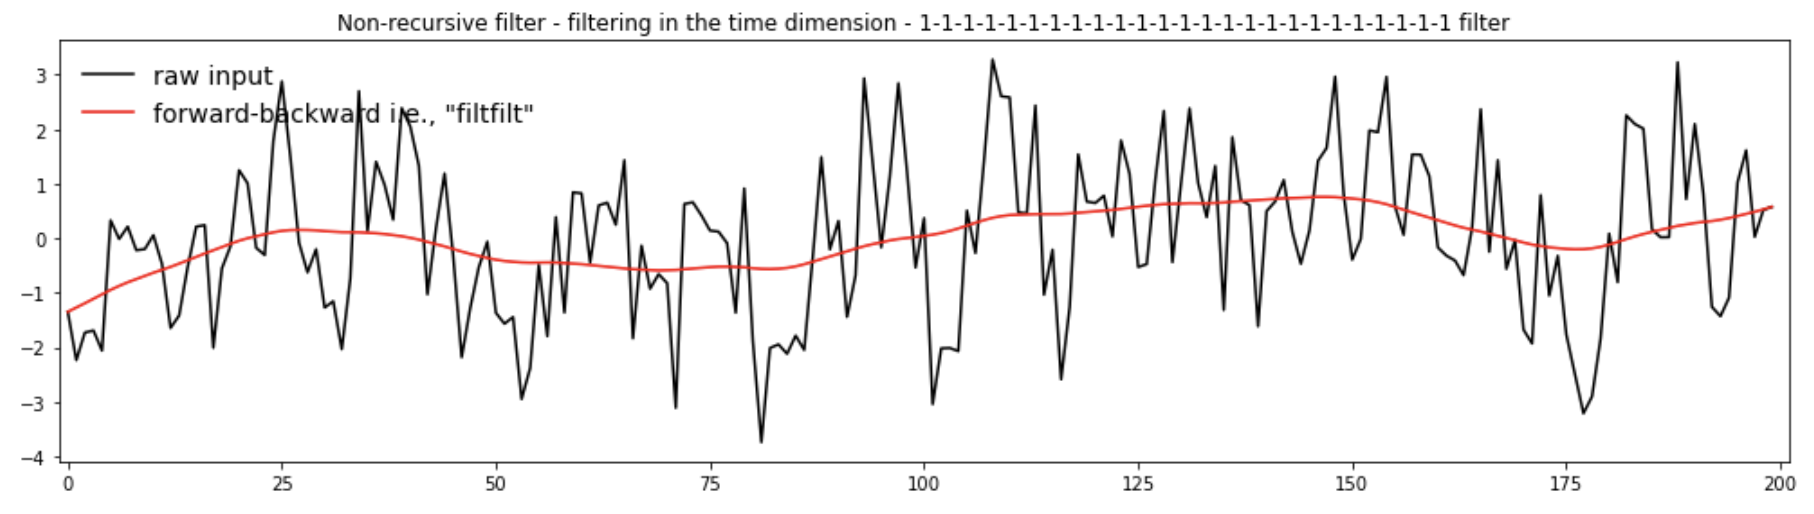 Non-recursive filter - filtering in the time dimension - 1-1-1-1-1-1-1-1-1-1-1-1-1-1-1-1-1-1-1-1-1-1-1-1-1 filter
raw input
forward-backward i.e., "filtfilt"
3
2
1
0
−1
−2
−3
−4
0 25 50 75 100 125 150 175 200